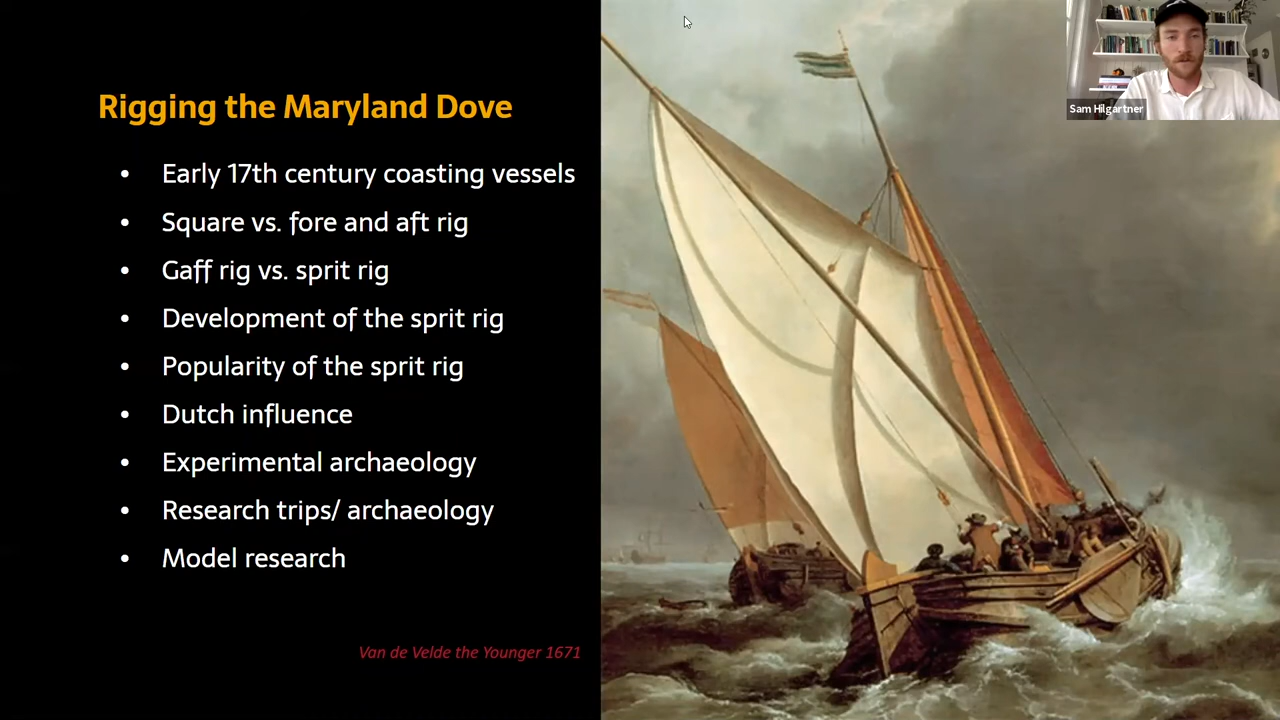 Rigging the Maryland Dove
• Early 17th century coasting vessels
• Square vs. fore and aft rig
• Gaff rig vs. sprit rig
• Development of the sprit rig
• Popularity of the sprit rig
• Dutch influence
• Experimental archaeology
• Research trips/ archaeology
• Model research
Van de Velde the Younger 1671
Sam Hilgartner